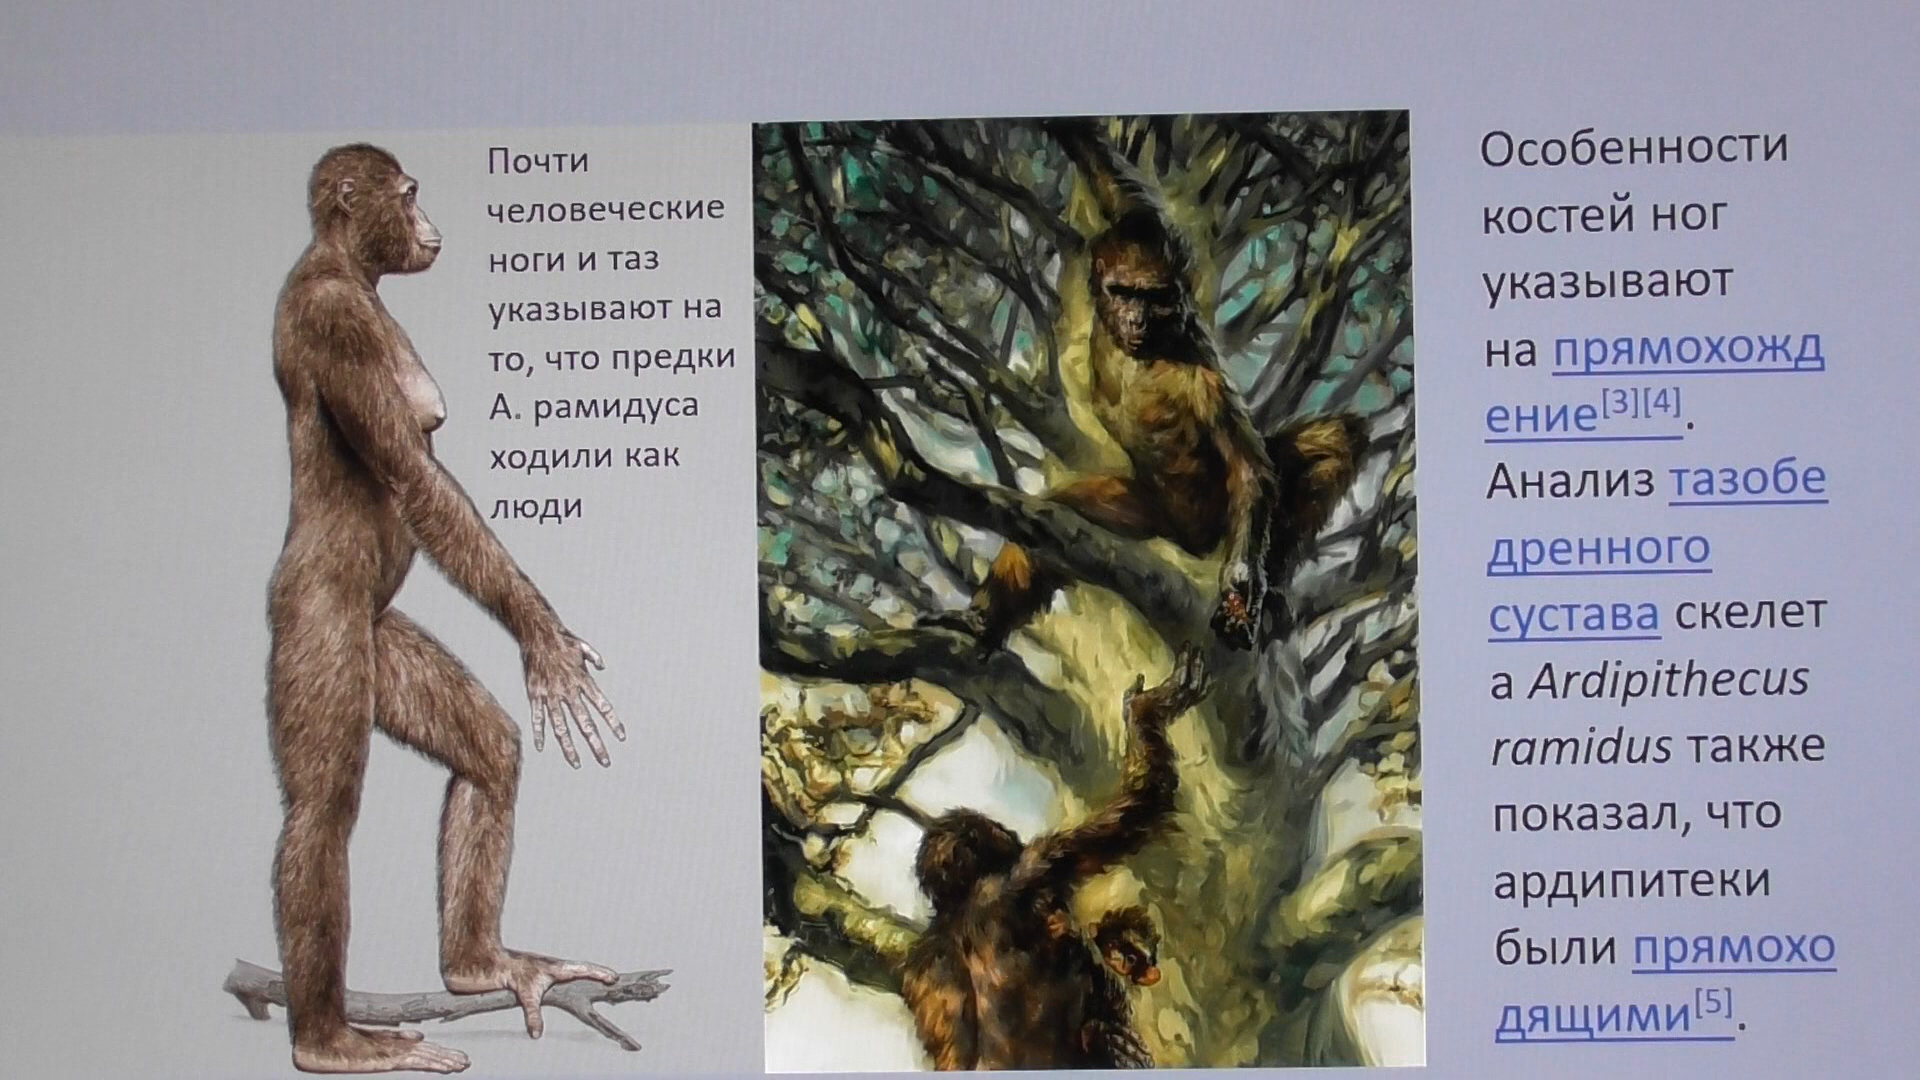 Почти
человеческие
ноги и таз
указывают на
то, что предки
А. рамидуса
ходили как
люди
Особенности
костей ног
указывают
на прямохожд
ение[3][4].
Анализ тазобе
дренного
сустава скелет
а Ardipithecus
ramidus также
показал, что
ардипитеки
были прямохо
дящими[5].